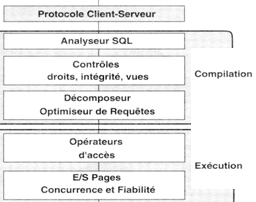 Protocole Client-Serveur
Analyseur SQL
Contrôles
droits, intégrité, vues
Compilation
Décomposeur
Optimiseur de Requêtes
Opérateurs
d'accès
Exécution
E/S Pages
Concurrence et Fiabilité